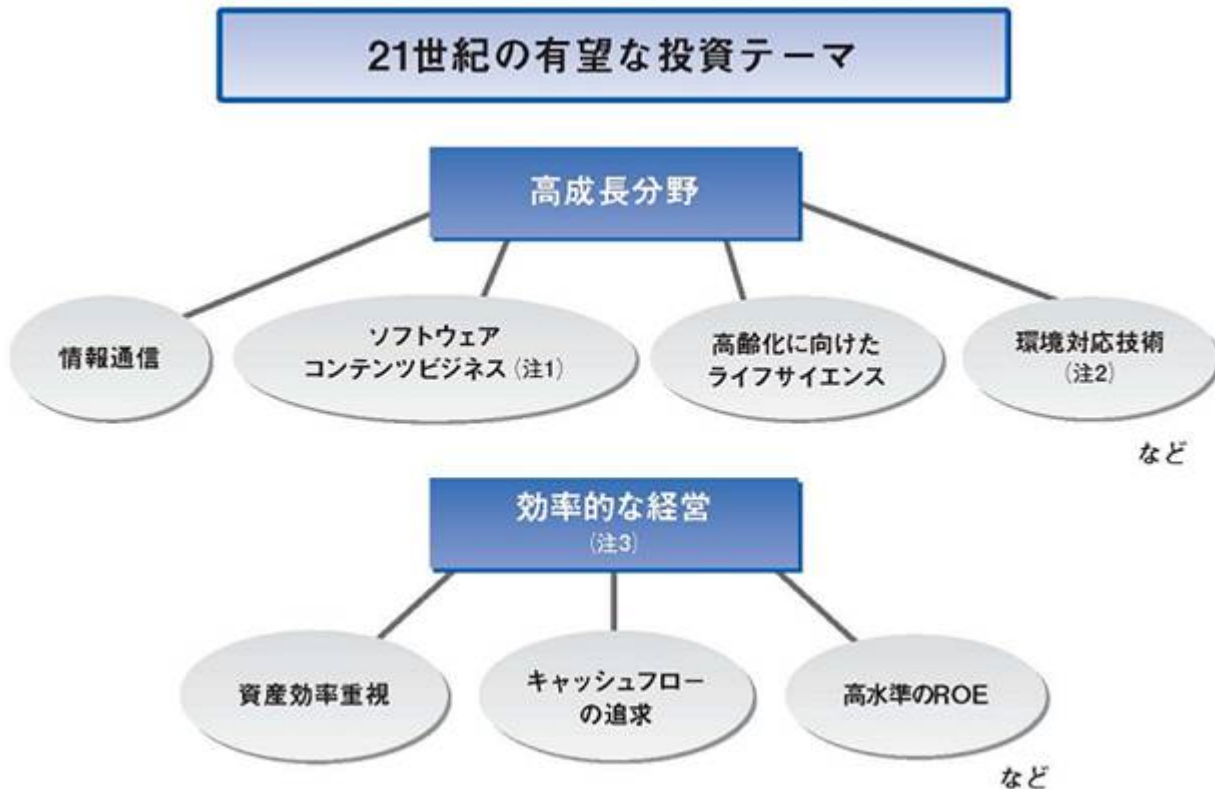 21世紀の有望な投資テーマ
高成長分野
情報通信
ソフトウェア
コンテンツビジネス(注1)
高齢化に向けた
ライフサイエンス
環境対応技術
(注2)
など
効率的な経営
(注3)
資産効率重視
キャッシュフロー
の追求
高水準のROE
など